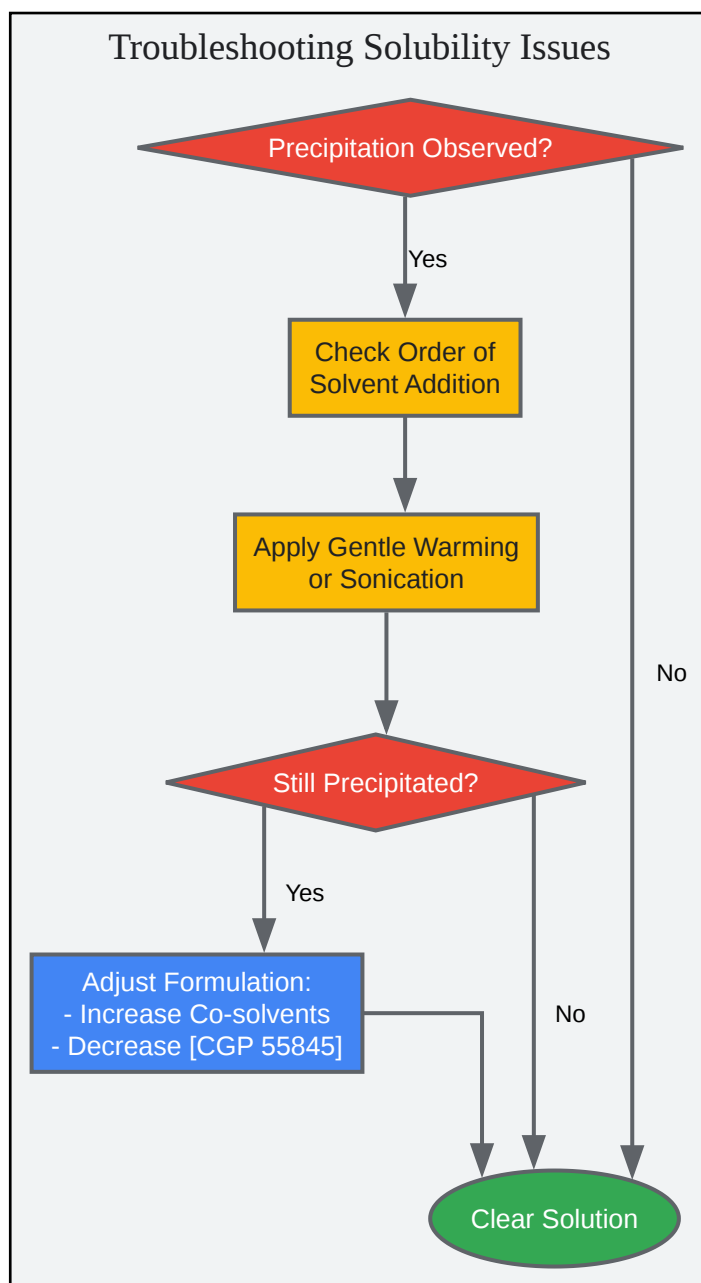 Troubleshooting Solubility Issues
Precipitation Observed?
Yes
Check Order of
Solvent Addition
Apply Gentle Warming
or Sonication
No
Still Precipitated?
Yes
Adjust Formulation:
- Increase Co-solvents
- Decrease [CGP 55845]
No
Clear Solution